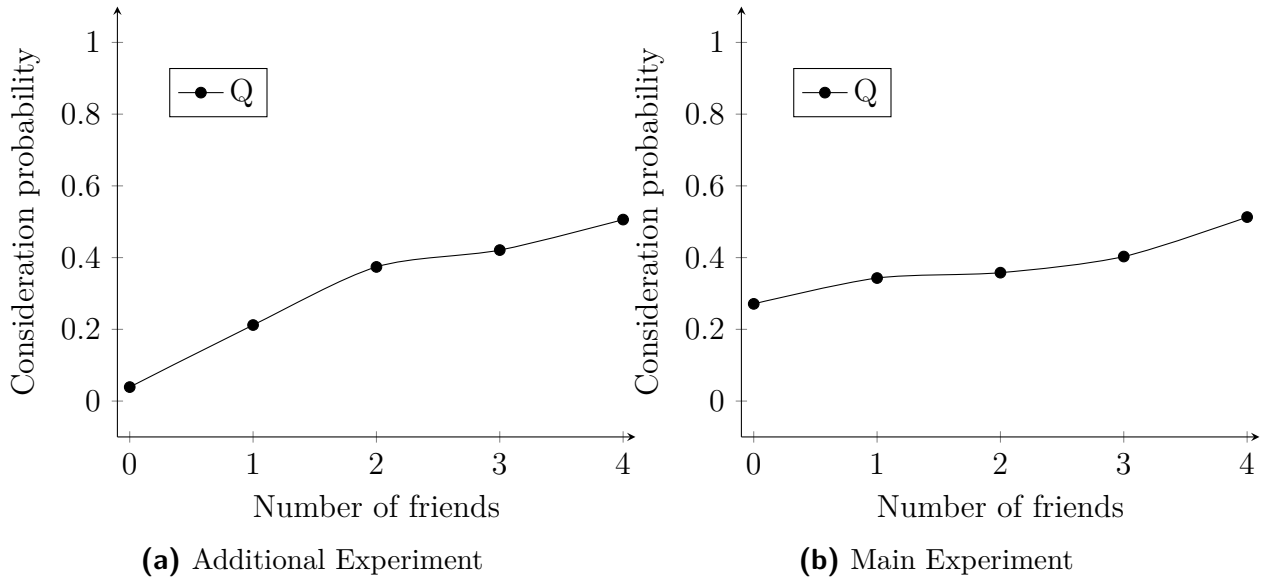 Consideration probability
1
0.8
0.6
0.4
0.2
0
Q
0 1 2 3 4
Number of friends
(a) Additional Experiment
Consideration probability
1
0.8
0.6
0.4
0.2
0
Q
0 1 2 3 4
Number of friends
(b) Main Experiment